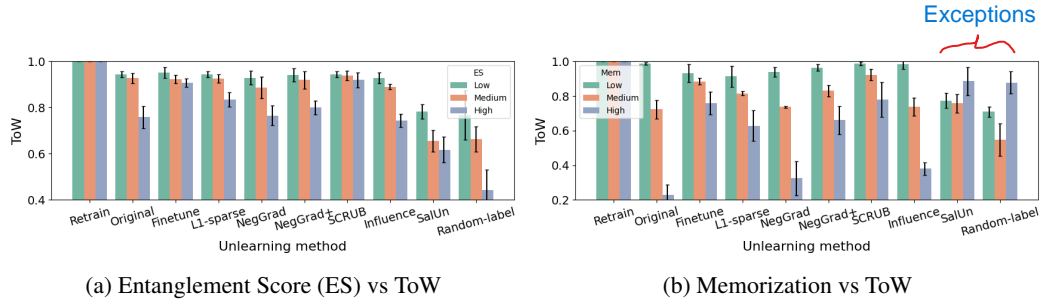 Exceptions
1.0
0.8
0.6
0.4
ToW
ES
Low
Medium
High
Retrain
Original
Finetune
L1-sparse
NegGrad
NegGrad+
SCRUB
Influence
SalUn
Random-label
Unlearning method
(a) Entanglement Score (ES) vs ToW
1.0
0.8
0.6
0.4
0.2
ToW
Mem
Low
Medium
High
Retrain
Original
Finetune
L1-sparse
NegGrad
NegGrad+
SCRUB
Influence
SalUn
Random-label
Unlearning method
(b) Memorization vs ToW